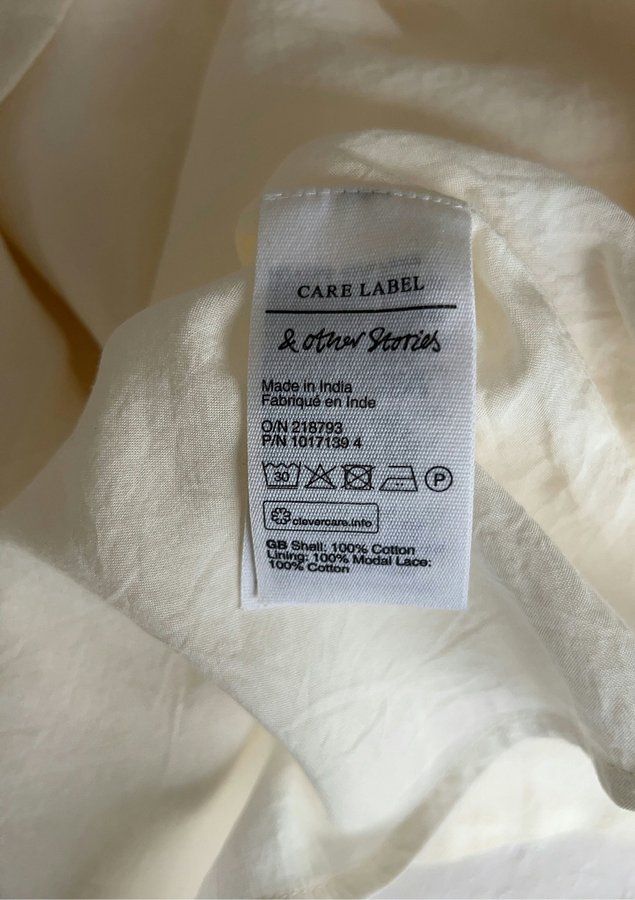 CARE LABEL
& other Stories
Made in India
Fabriqué en Inde
O/N 218793
P/N 1017139 4
30 P
clevercare.info
GB Shell: 100% Cotton
Lining: 100% Modal Lace:
100% Cotton